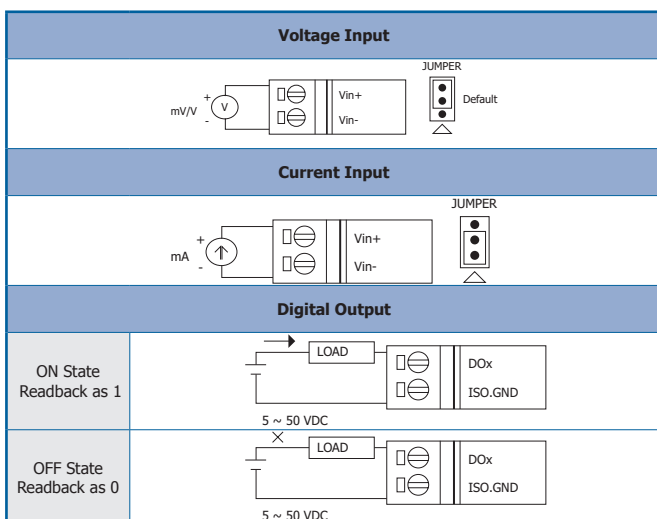 Voltage Input
JUMPER
mV/V
+
-
V
Vin+
Vin-
Default
Current Input
JUMPER
mA
+
-
Vin+
Vin-
Digital Output
ON State
Readback as 1
LOAD
DOx
ISO.GND
5 ~ 50 VDC
OFF State
Readback as 0
LOAD
DOx
ISO.GND
5 ~ 50 VDC